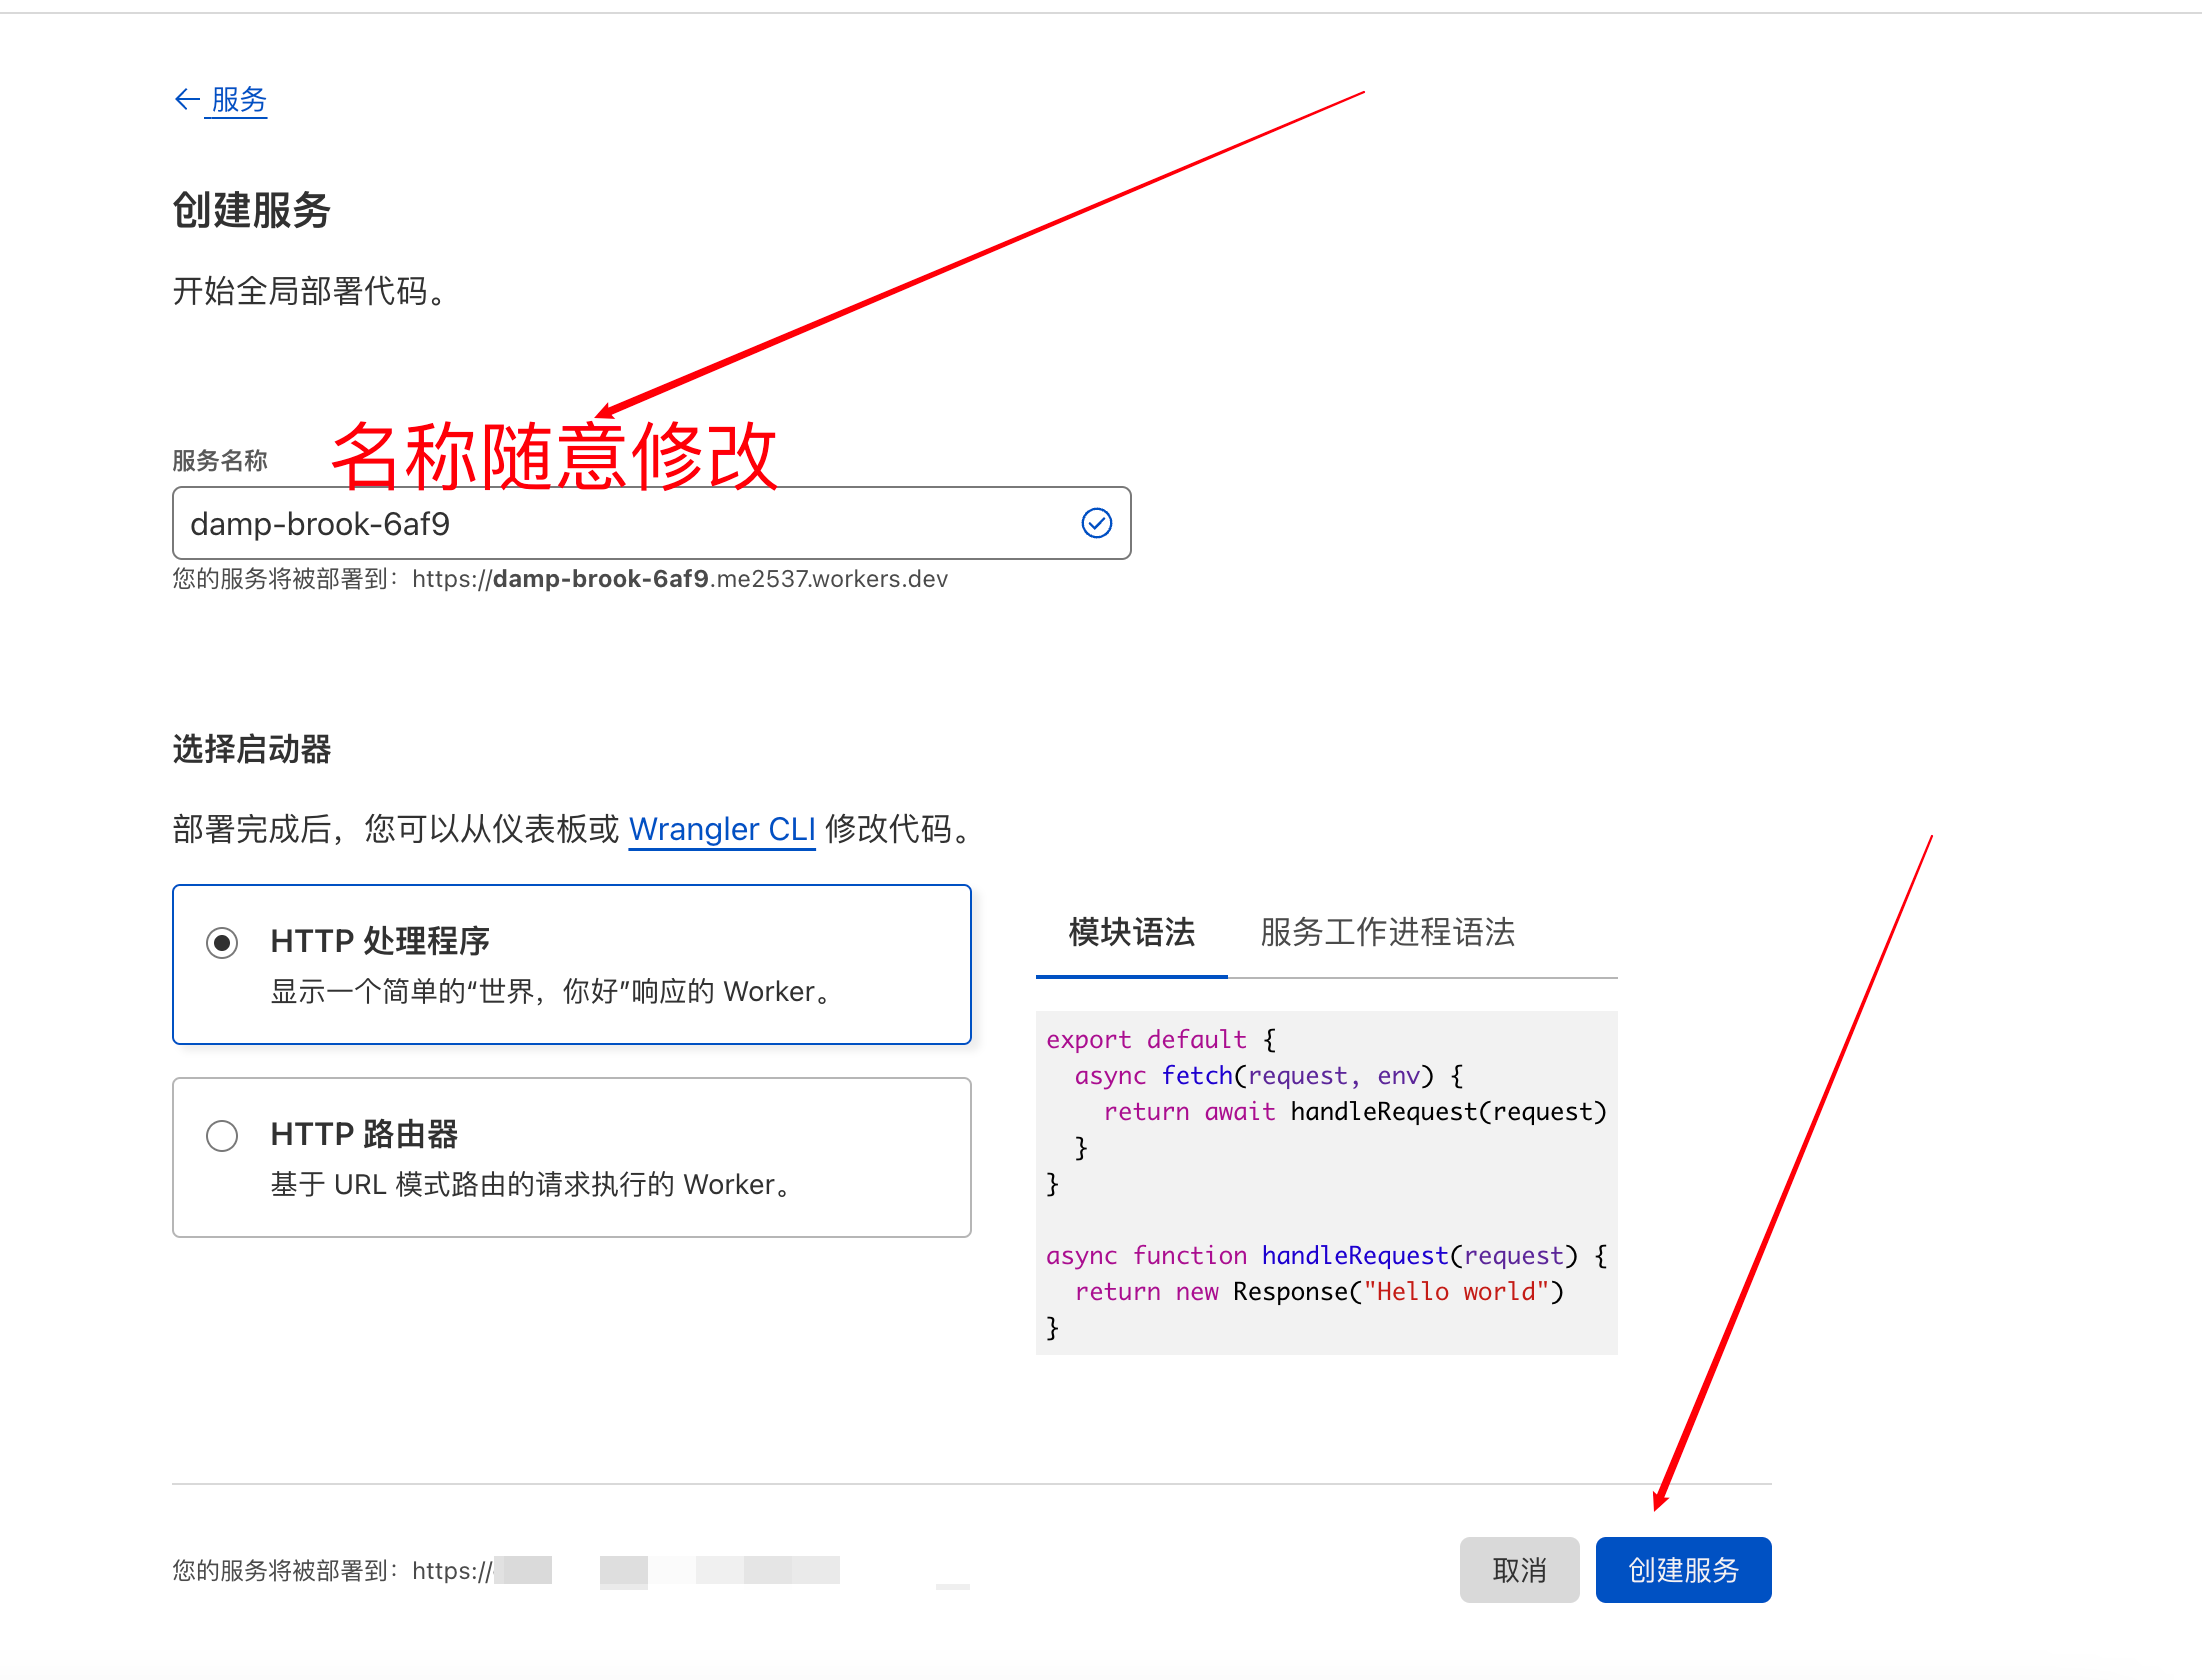 ← 服务
创建服务
开始全局部署代码。
名称随意修改
服务名称
damp-brook-6af9
您的服务将被部署到：https://damp-brook-6af9.me2537.workers.dev
选择启动器
部署完成后，您可以从仪表板或 Wrangler CLI 修改代码。
HTTP 处理程序
显示一个简单的“世界，你好”响应的 Worker。
HTTP 路由器
基于 URL 模式路由的请求执行的 Worker。
模块语法 服务工作进程语法
export default {
  async fetch(request, env) {
    return await handleRequest(request)
  }
}
async function handleRequest(request) {
  return new Response("Hello world")
}
您的服务将被部署到：https://
取消 创建服务